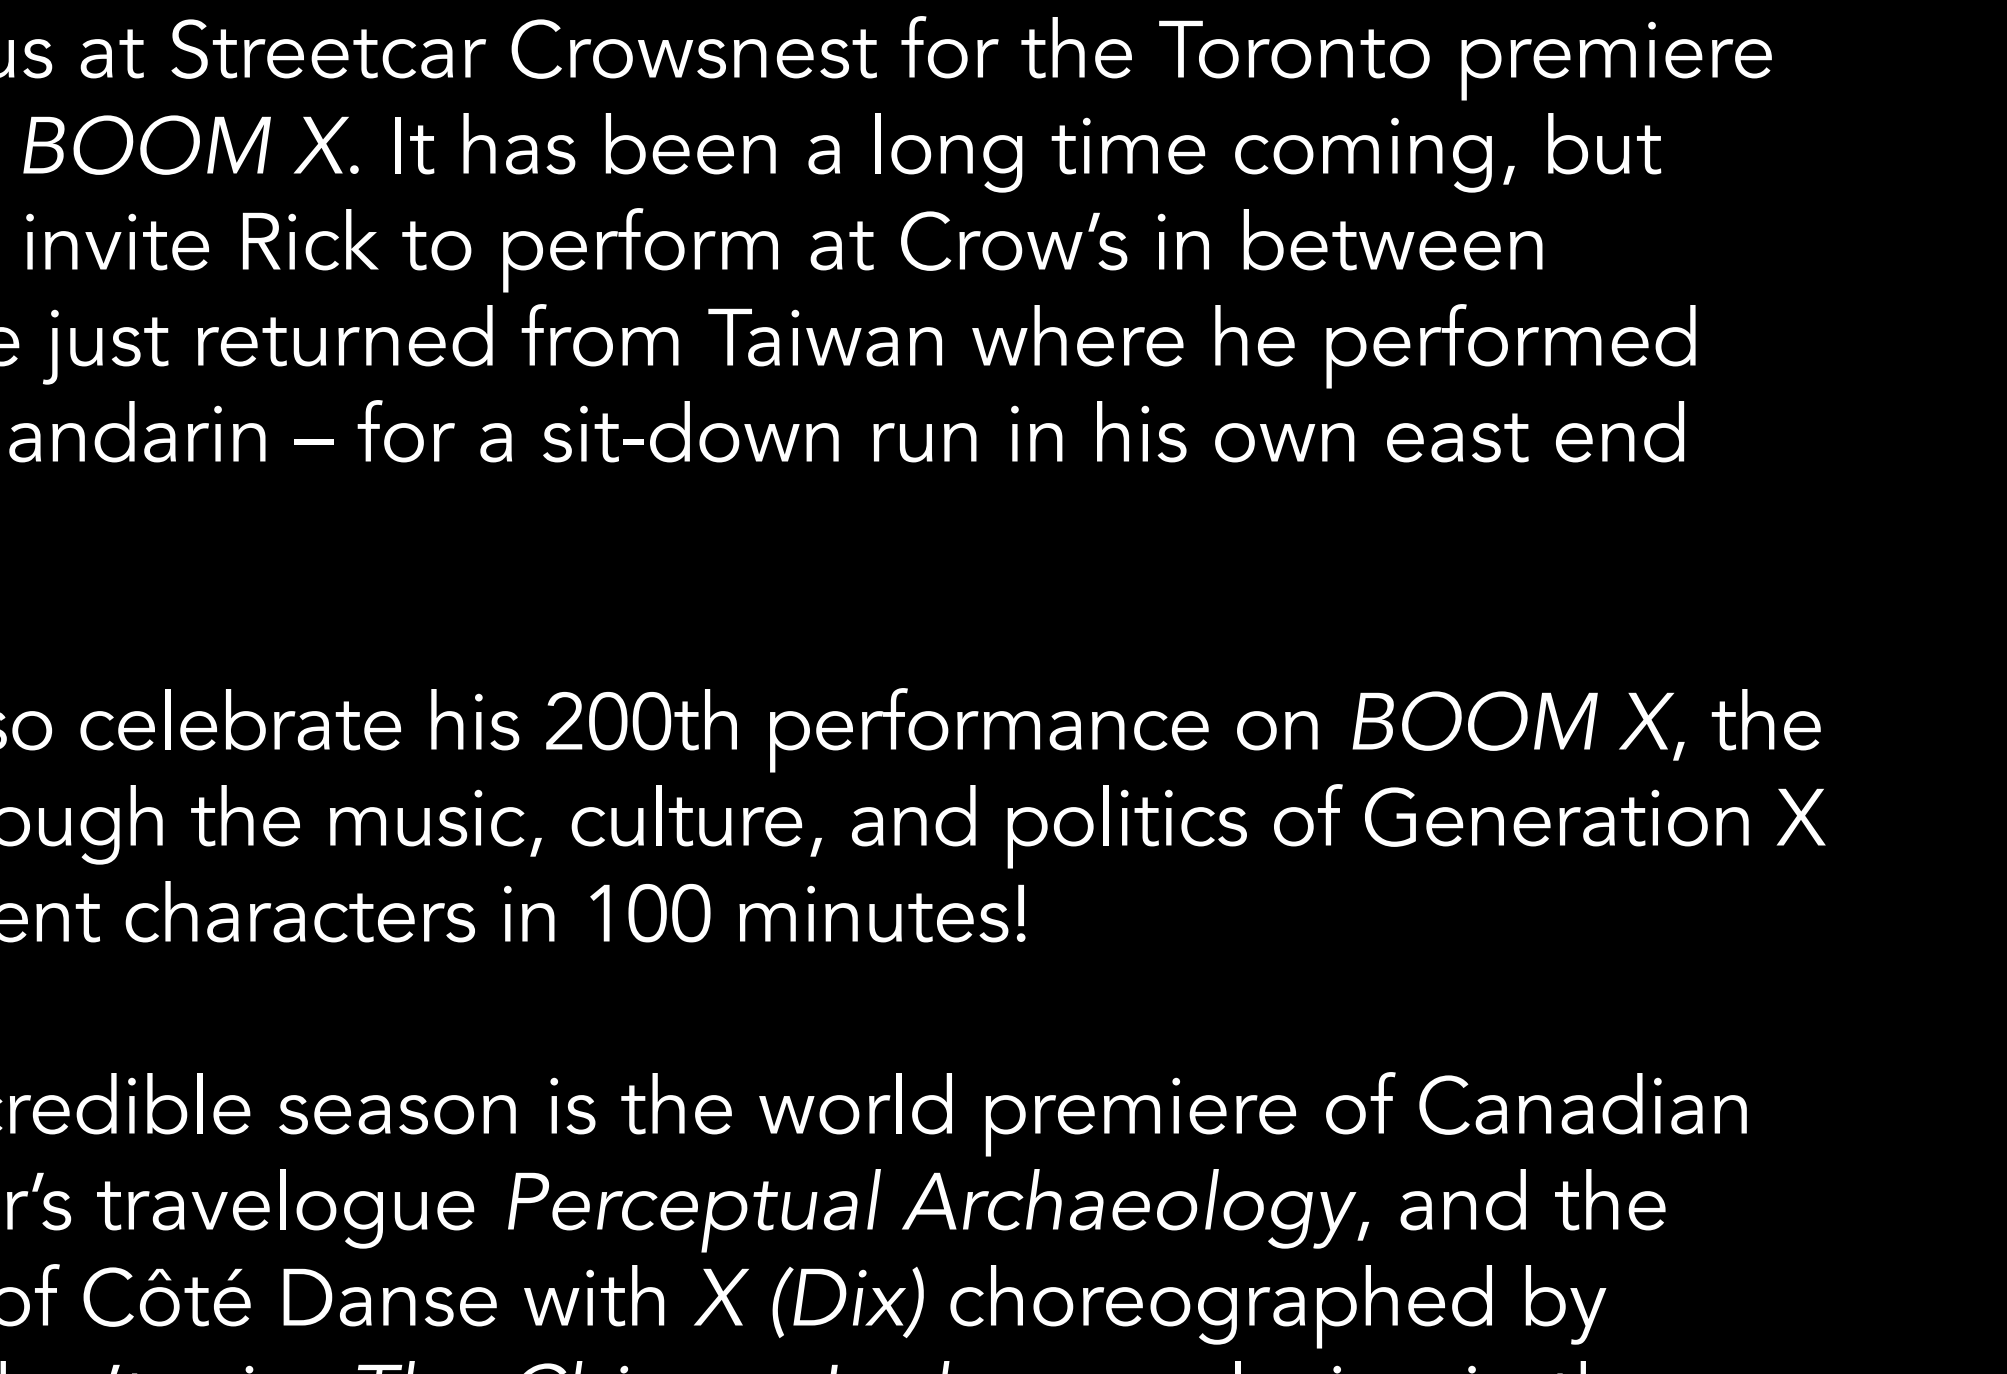 us at Streetcar Crowsnest for the Toronto premiere
BOOM X. It has been a long time coming, but
invite Rick to perform at Crow’s in between
just returned from Taiwan where he performed
andarin – for a sit-down run in his own east end
so celebrate his 200th performance on BOOM X, the
ough the music, culture, and politics of Generation X
ent characters in 100 minutes!
credible season is the world premiere of Canadian
r’s travelogue Perceptual Archaeology, and the
of Côté Danse with X (Dix) choreographed by